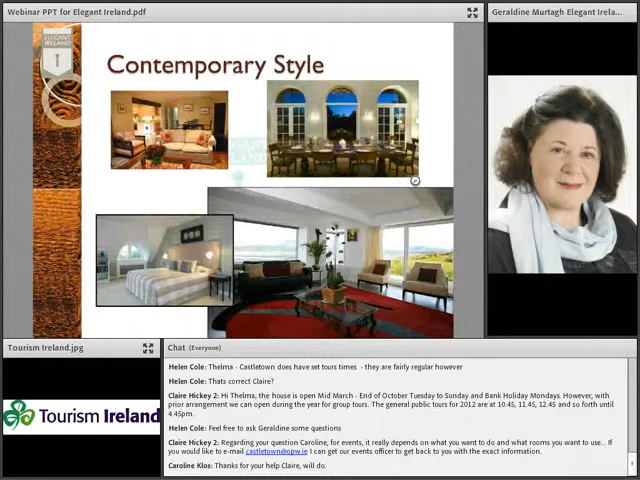 Webinar PPT for Elegant Ireland.pdf
Geraldine Murtagh Elegant Irela...
ELEGANT
IRELAND
Contemporary Style
Tourism Ireland.jpg
Tourism Ireland
Chat (Everyone)
Helen Cole: Thelma - Castletown does have set tours times - they are fairly regular however
Helen Cole: Thats correct Claire?
Claire Hickey 2: Hi Thelma, the house is open Mid March - End of October Tuesday to Sunday and Bank Holiday Mondays. However, with
prior arrangement we can open during the year for group tours. The general public tours for 2012 are at 10.45, 11.45, 12.45 and so forth until
4.45pm.
Helen Cole: Feel free to ask Geraldine some questions
Claire Hickey 2: Regarding your question Caroline, for events, it really depends on what you want to do and what rooms you want to use... If
you would like to e-mail castletown@opw.ie I can get our events officer to get back to you with the exact information.
Caroline Klos: Thanks for your help Claire, will do.